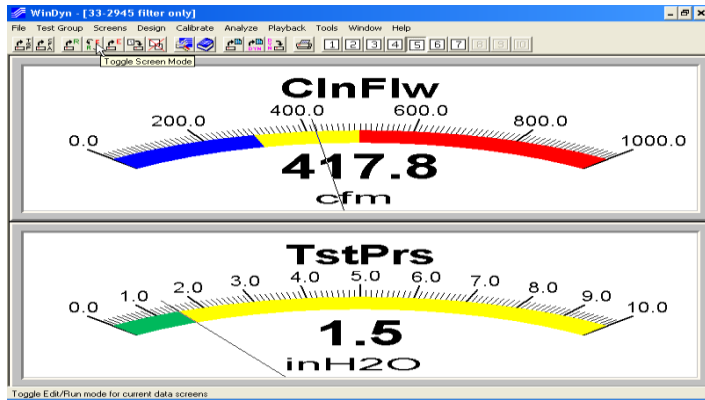 WinDyn - [33-2945 filter only]
File Test Group Screens Design Calibrate Analyze Playback Tools Window Help
1 2 3 4 5 6 7 8 9 10
Toggle Screen Mode
ClnFlw
0.0 200.0 400.0 600.0 800.0 1000.0
417.8
cfm
TstPrs
0.0 1.0 2.0 3.0 4.0 5.0 6.0 7.0 8.0 9.0 10.0
1.5
inH2O
Toggle Edit/Run mode for current data screens